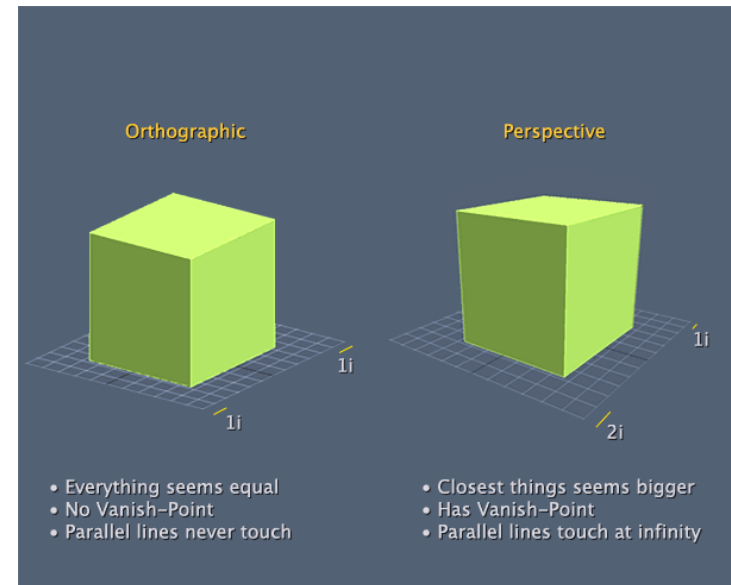 Orthographic
Perspective
1i
1i
1i
2i
• Everything seems equal
• No Vanish-Point
• Parallel lines never touch
• Closest things seems bigger
• Has Vanish-Point
• Parallel lines touch at infinity